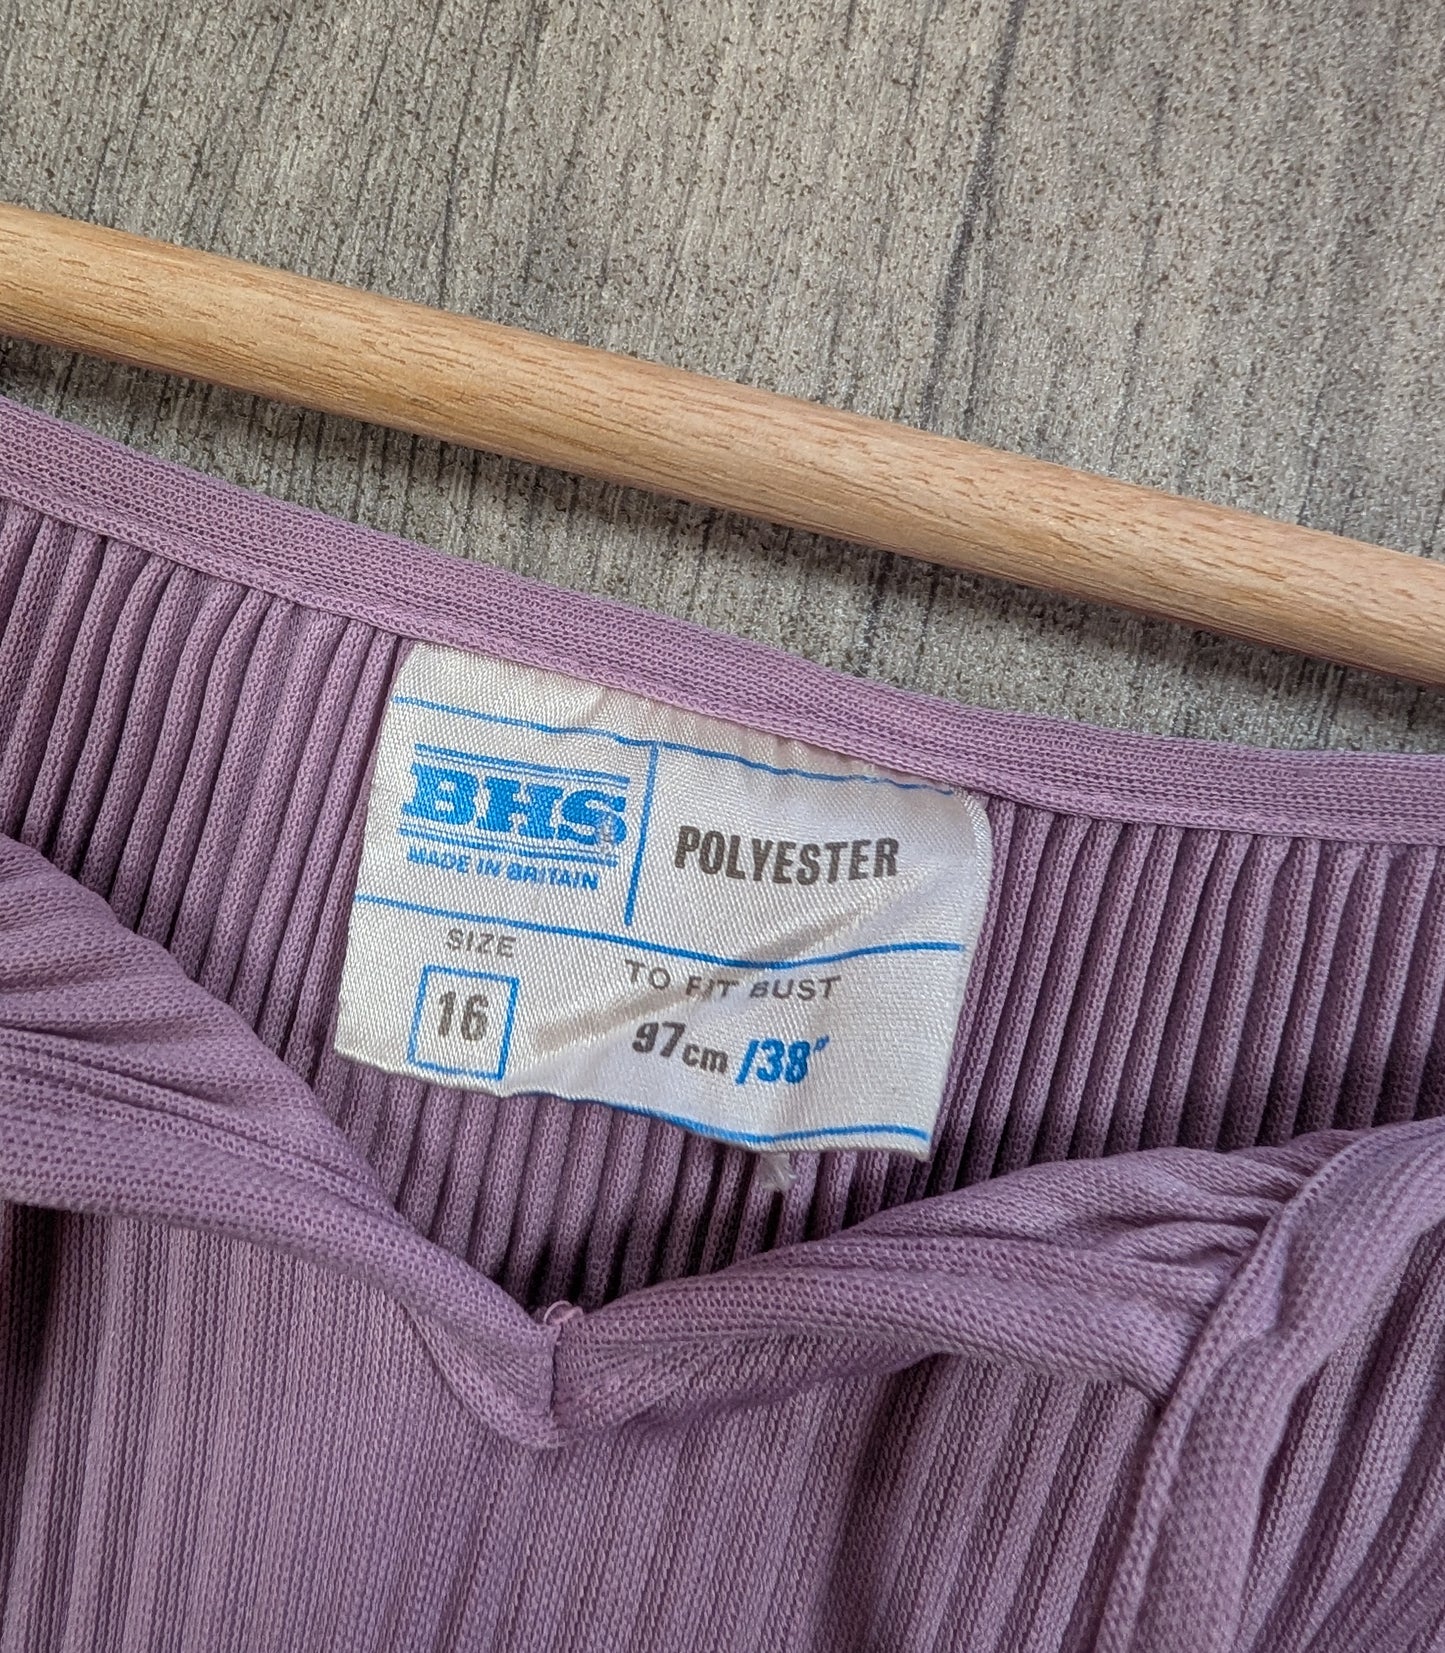 BHS
MADE IN BRITAIN
POLYESTER
SIZE
16
TO FIT BUST
97cm /38"